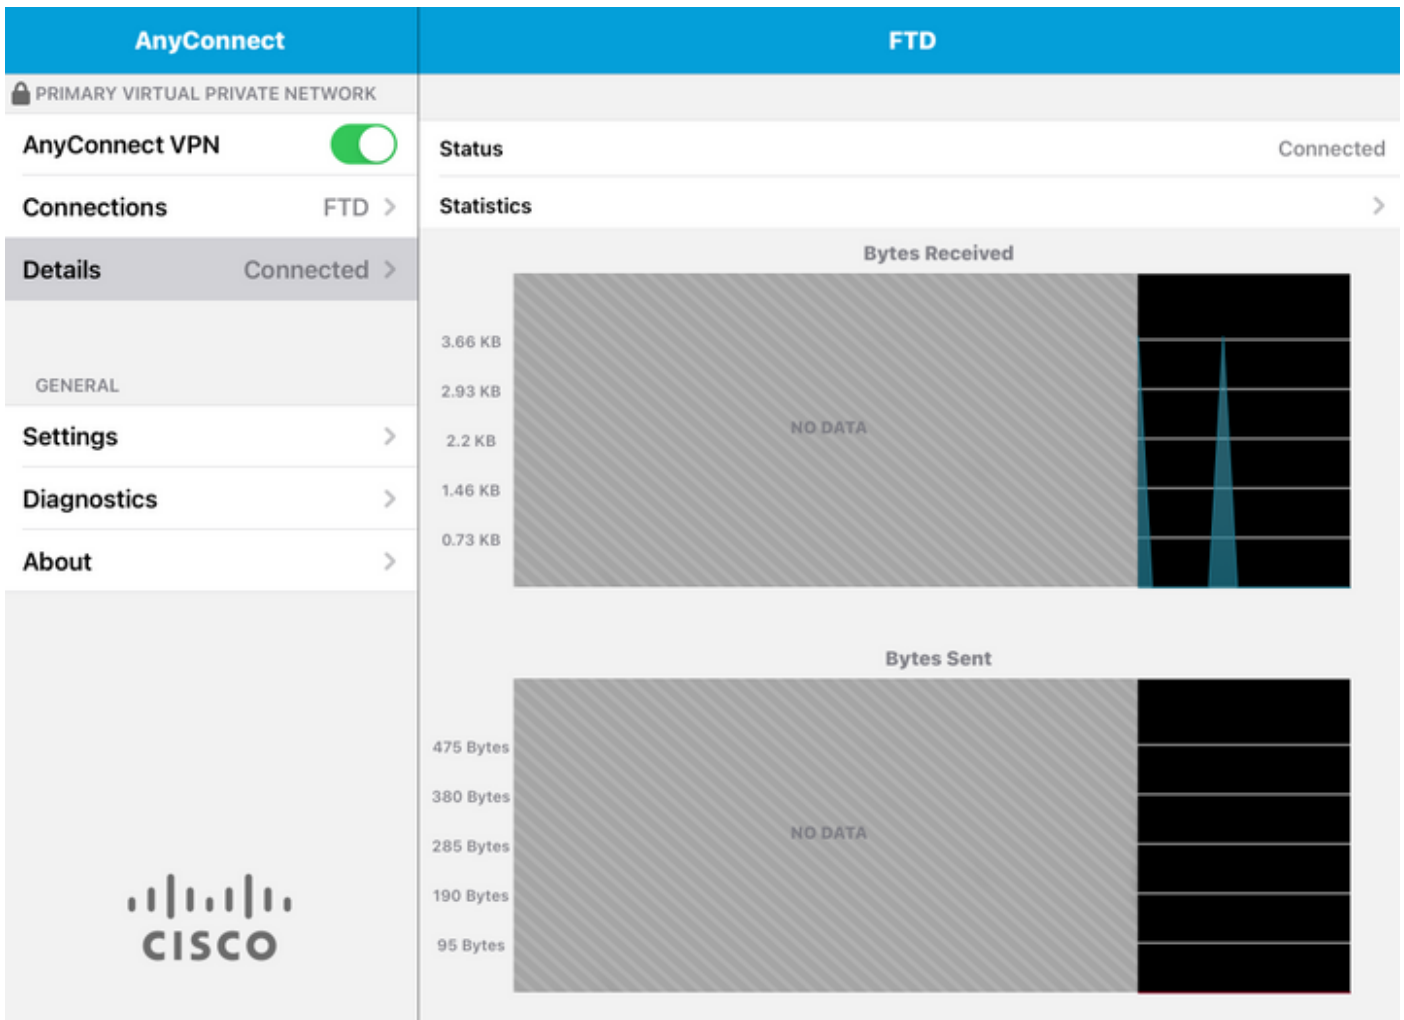 AnyConnect
PRIMARY VIRTUAL PRIVATE NETWORK
AnyConnect VPN
Connections FTD
Details Connected
GENERAL
Settings
Diagnostics
About
CISCO
FTD
Status Connected
Statistics
Bytes Received
3.66 KB
2.93 KB
2.2 KB
1.46 KB
0.73 KB
NO DATA
Bytes Sent
475 Bytes
380 Bytes
285 Bytes
190 Bytes
95 Bytes
NO DATA